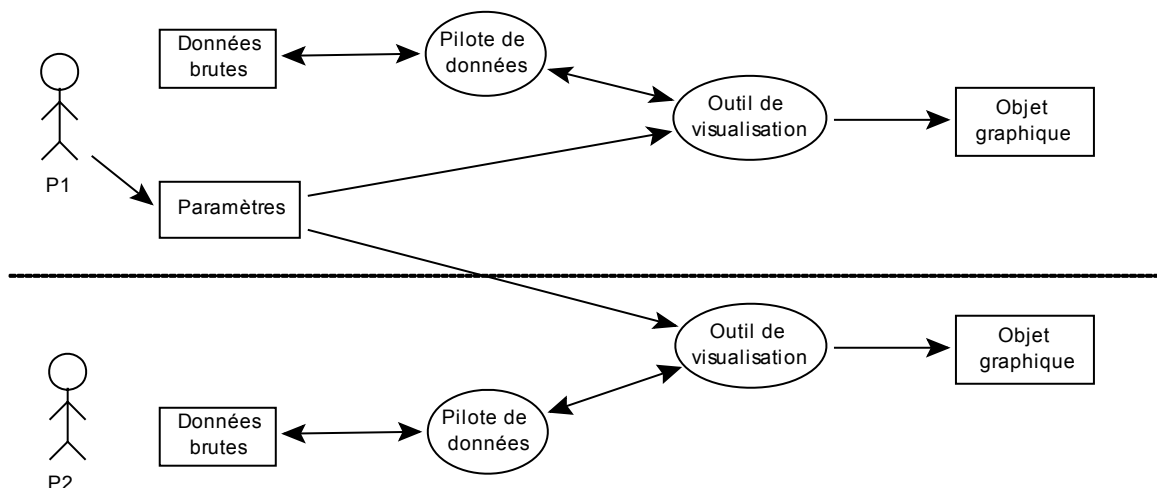 Données
brutes
Pilote de
données
Outil de
visualisation
Objet
graphique
P1
Paramètres
Outil de
visualisation
Objet
graphique
Données
brutes
Pilote de
données
P2